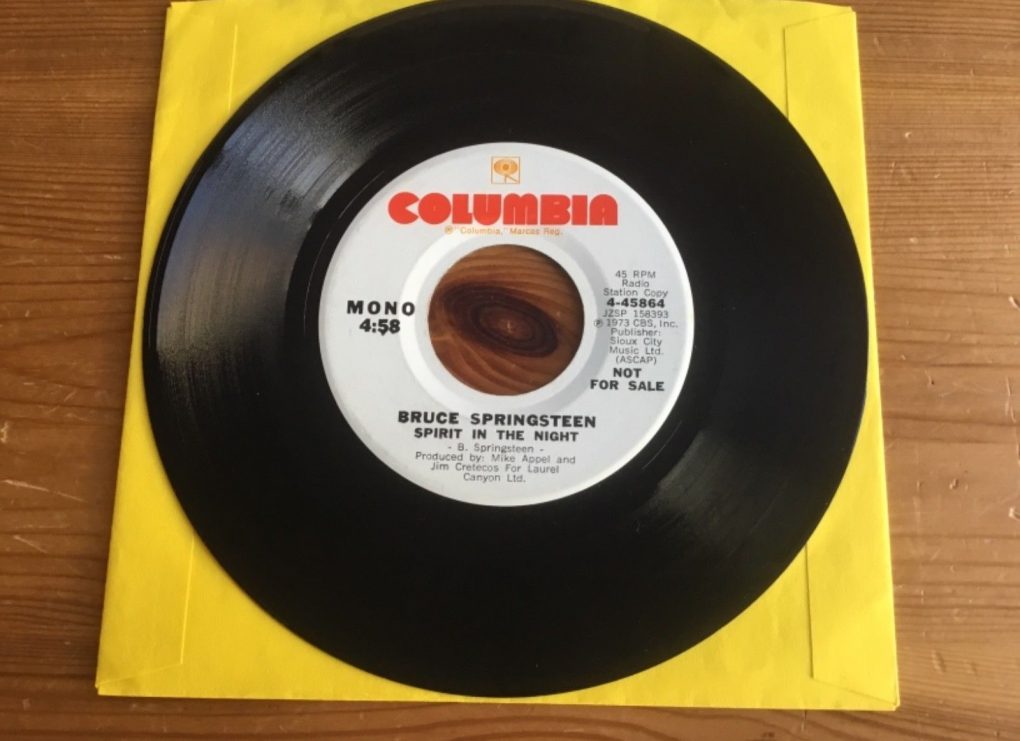 COLUMBIA
® "Columbia," Marcas Reg.
MONO
4:58
45 RPM
Radio
Station Copy
4-45864
JZSP 158393
℗ 1973 CBS, Inc.
Publisher:
Sioux City
Music Ltd.
(ASCAP)
NOT
FOR SALE
BRUCE SPRINGSTEEN
SPIRIT IN THE NIGHT
- B. Springsteen -
Produced by: Mike Appel and
Jim Cretecos For Laurel
Canyon Ltd.